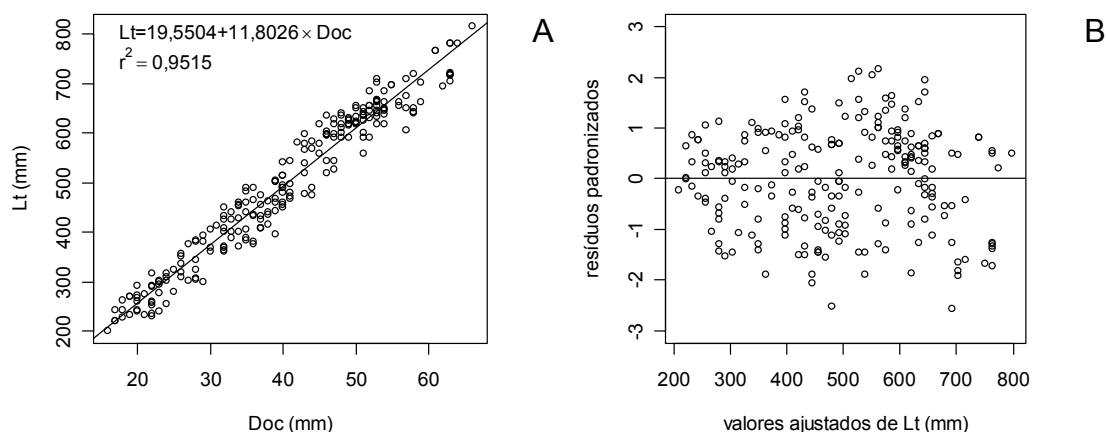 Lt=19,5504+11,8026 × Doc
r² = 0,9515
A
Lt (mm)
800
700
600
500
400
300
200
20 30 40 50 60
Doc (mm)
B
resíduos padronizados
3
2
1
0
-1
-2
-3
200 300 400 500 600 700 800
valores ajustados de Lt (mm)